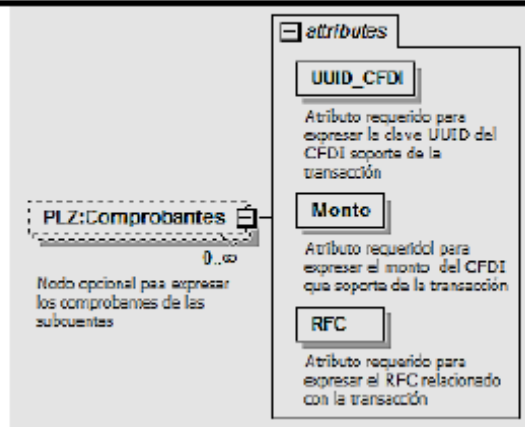 attributes
UUID_CFDI
Atributo requerido para
expresar la clave UUID del
CFDI soporte de la
transacción
PLZ:Comprobantes
0..∞
Nodo opcional paa expresar
los comprobantes de las
subcuentas
Monto
Atributo requeridol para
expresar el monto del CFDI
que soporte de la transacción
RFC
Atributo requerido para
expresar el RFC relacionado
con la transacción